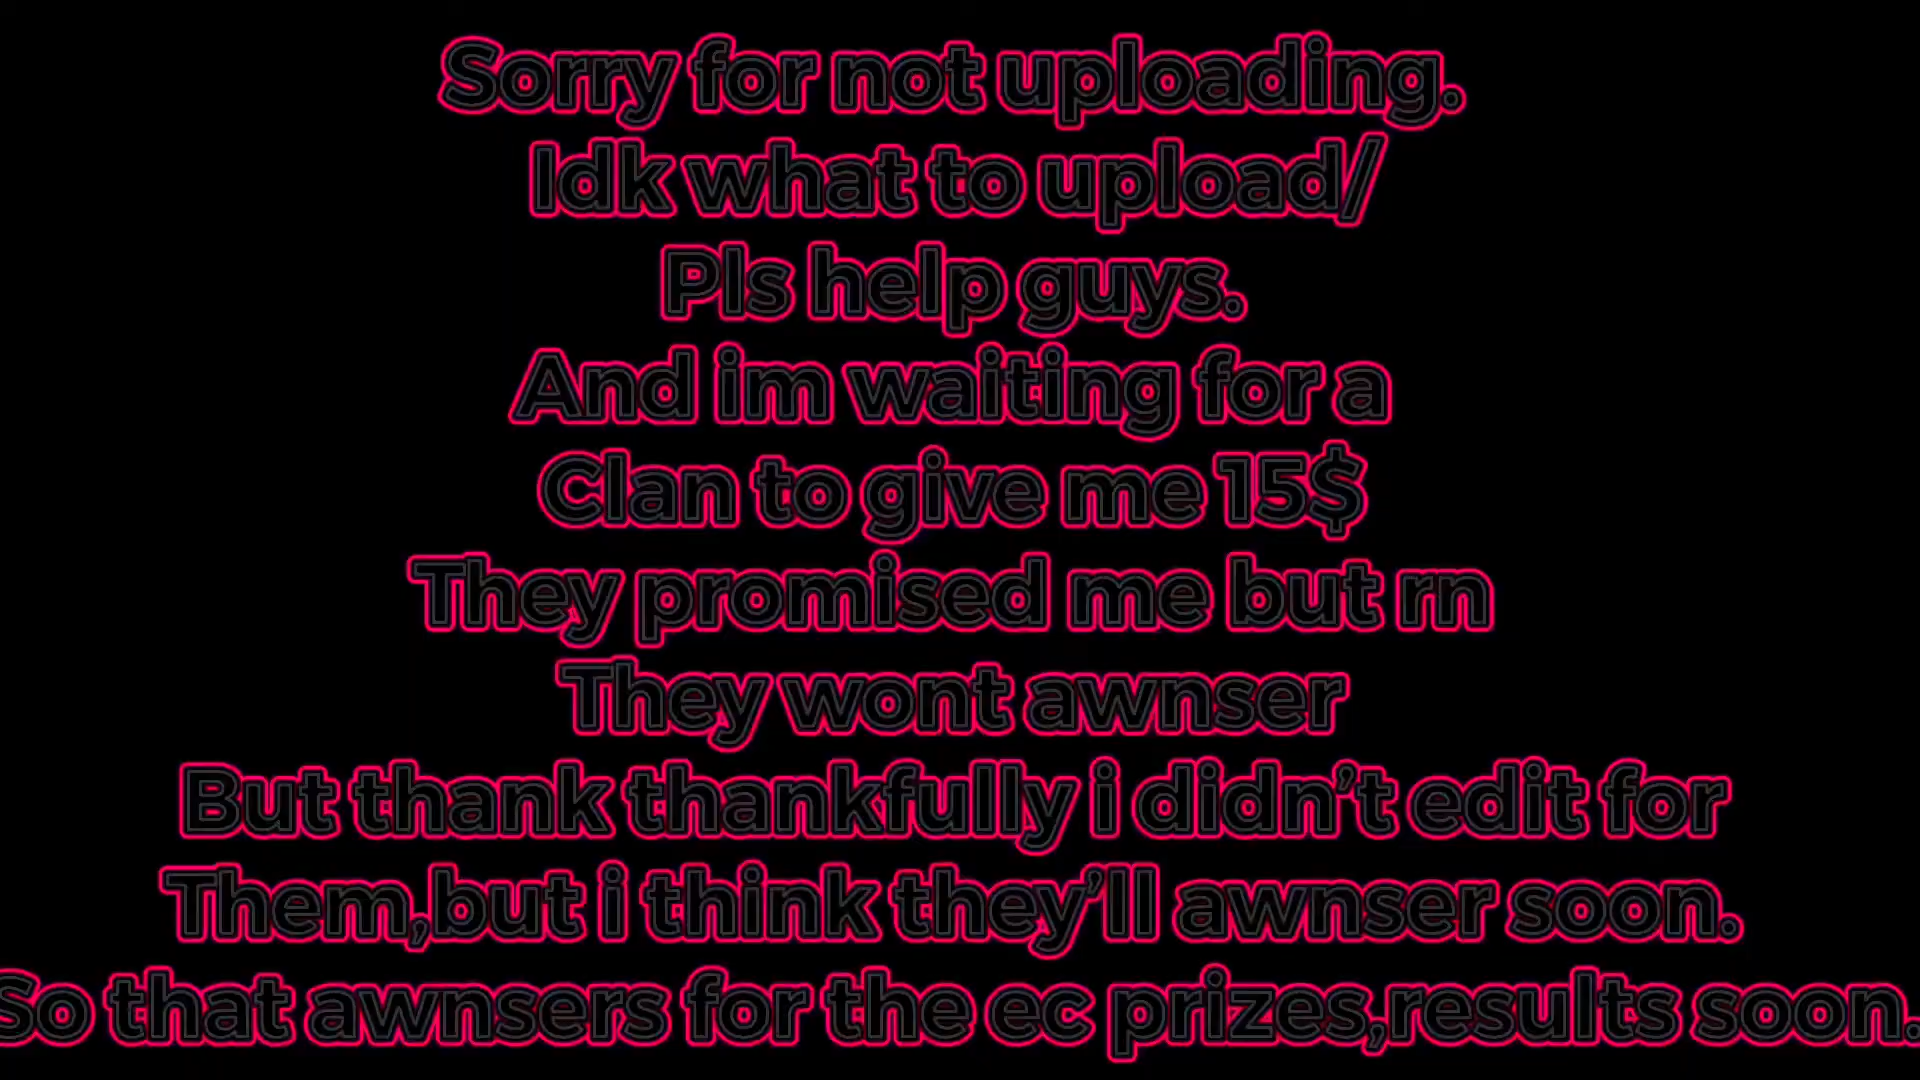 Sorry for not uploading.
Idk what to upload/
Pls help guys.
And im waiting for a
Clan to give me 15$
They promised me but rn
They wont awnser
But thank thankfully i didn't edit for
Them,but i think they'll awnser soon.
So that awnsers for the ec prizes,results soon.